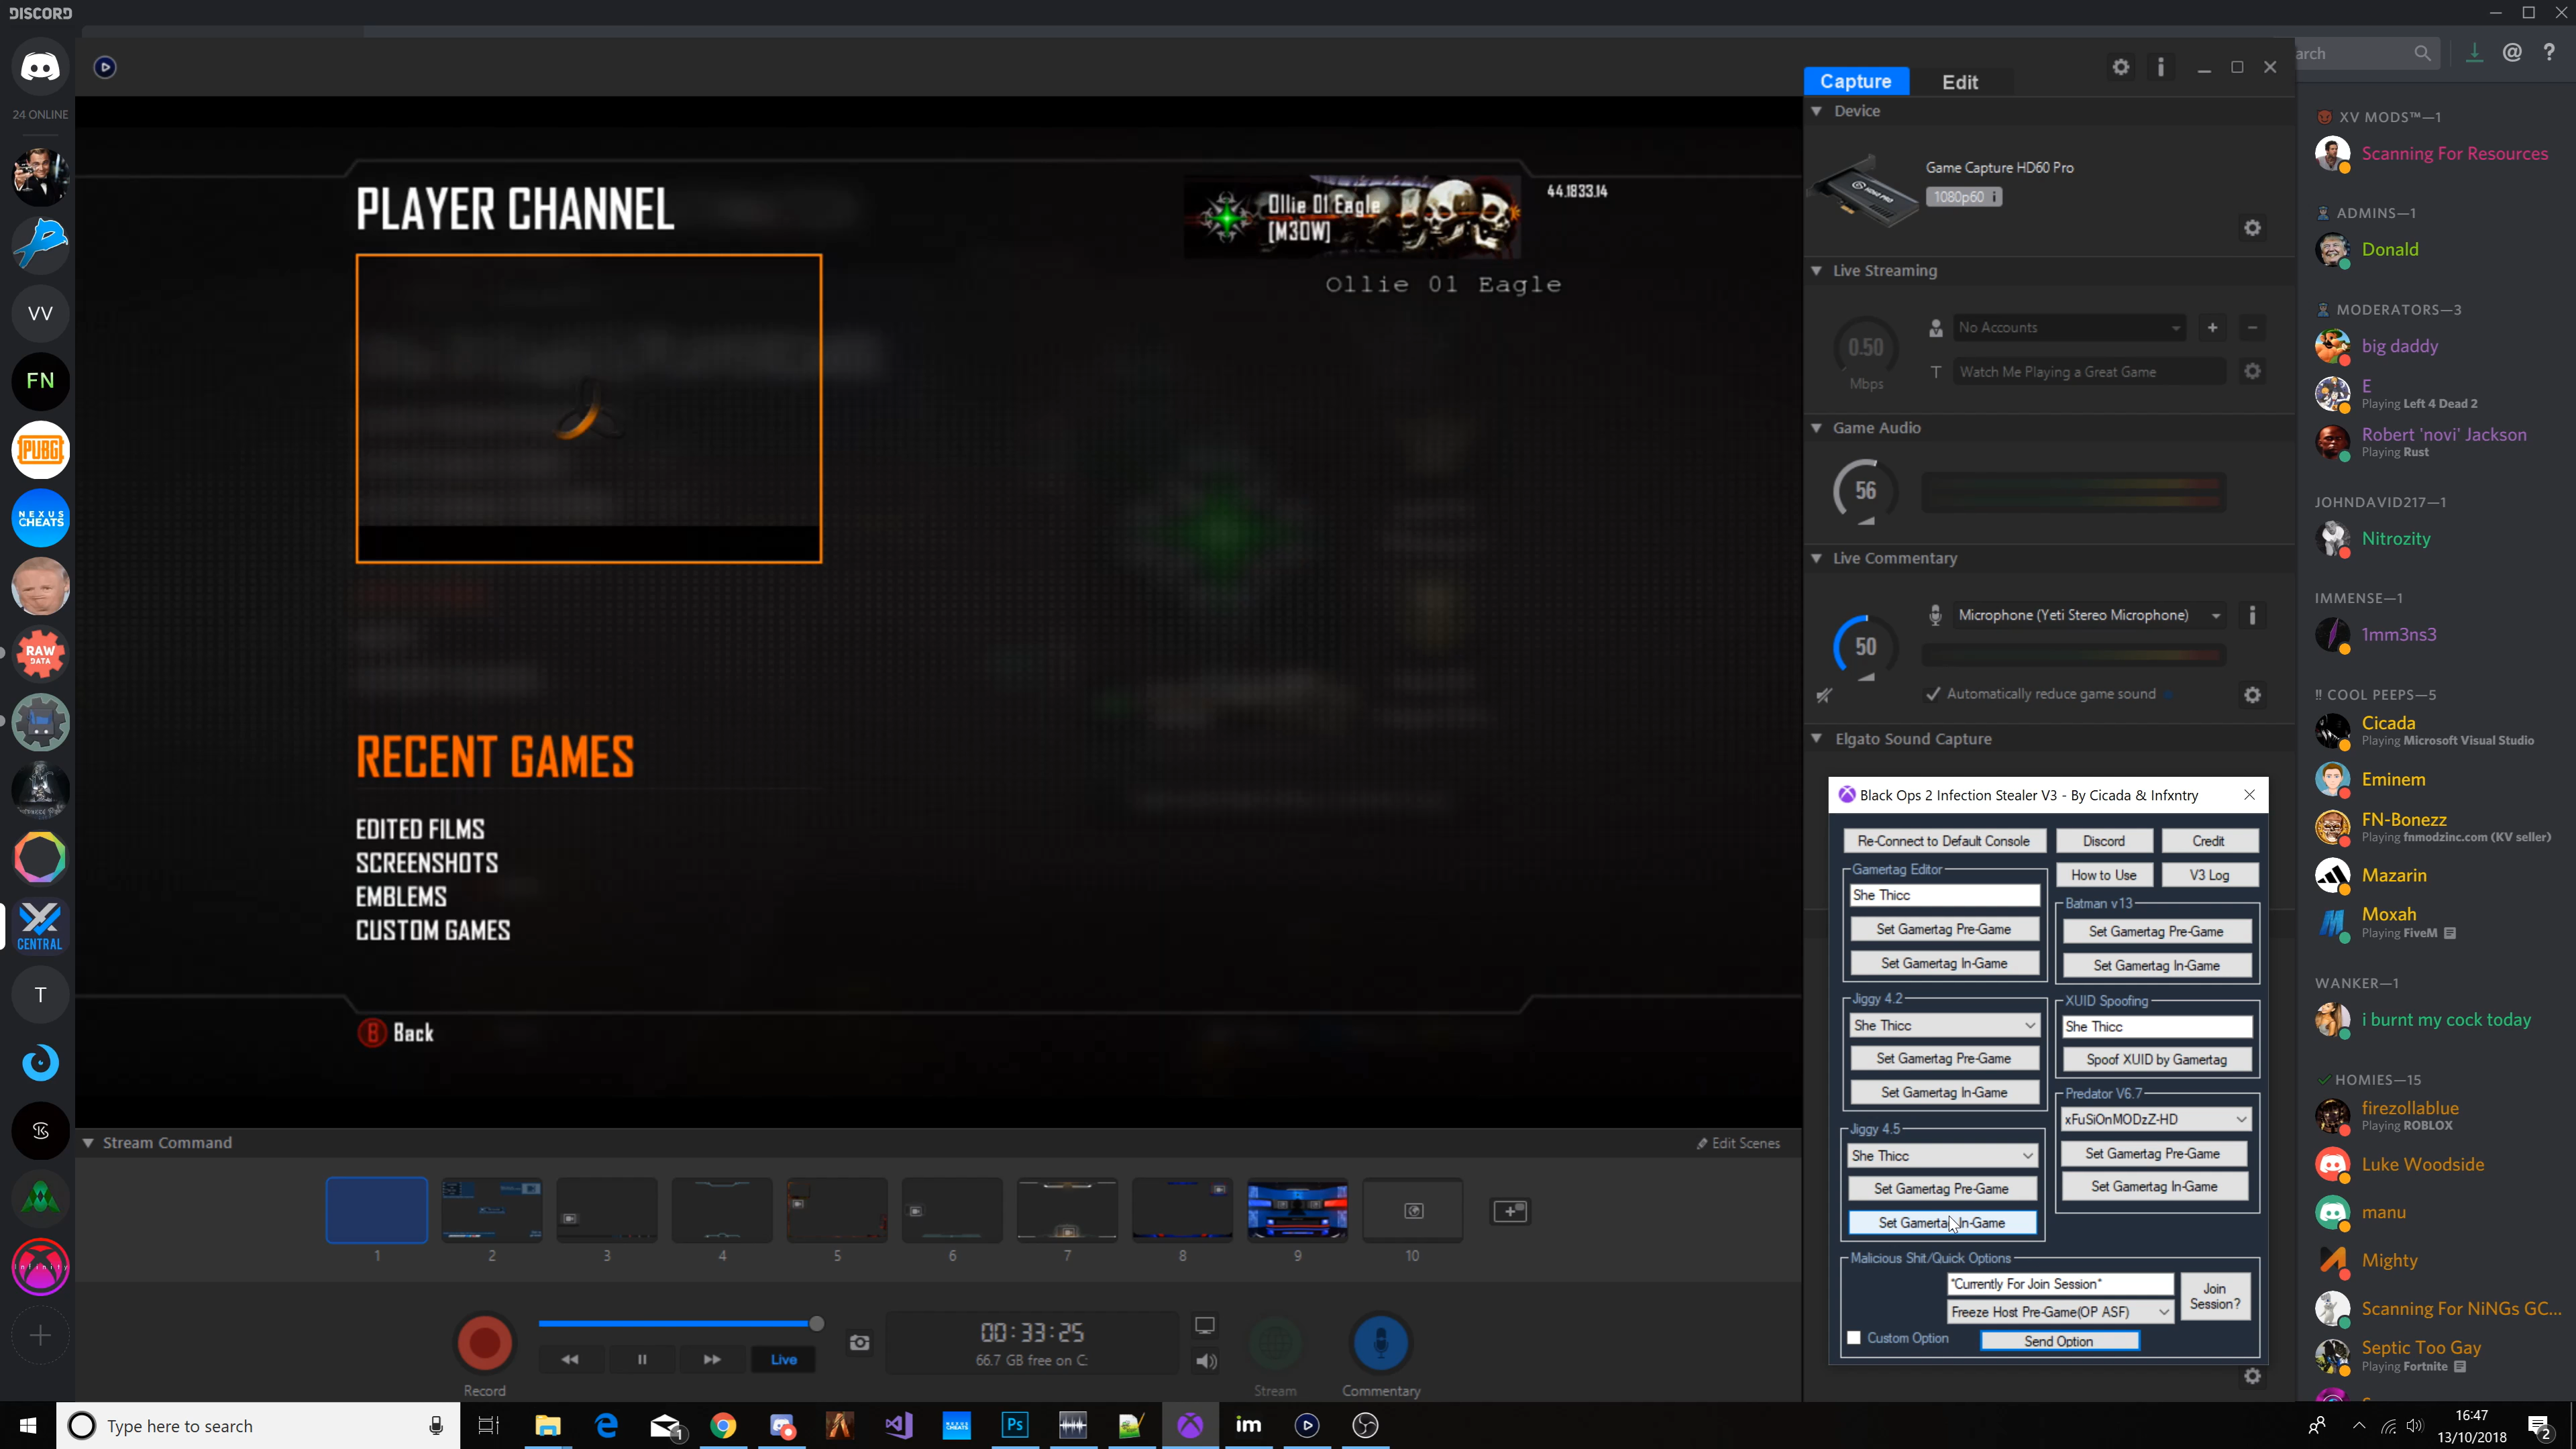 DISCORD
24 ONLINE
VV
FN
PUBG
NEXUS
CHEATS
RAW
DATA
CENTRAL
T
Infinity
PLAYER CHANNEL
Ollie 01 Eagle
[M30W]
44.1833.14
Ollie 01 Eagle
RECENT GAMES
EDITED FILMS
SCREENSHOTS
EMBLEMS
CUSTOM GAMES
B Back
Stream Command
Edit Scenes
1 2 3 4 5 6 7 8 9 10
00:33:25
66.7 GB free on C:
Live
Record
Stream
Commentary
Capture Edit
Device
Game Capture HD60 Pro
1080p60 i
Live Streaming
0.50
Mbps
No Accounts
T Watch Me Playing a Great Game
Game Audio
56
Live Commentary
50
Microphone (Yeti Stereo Microphone)
Automatically reduce game sound
Elgato Sound Capture
Black Ops 2 Infection Stealer V3 - By Cicada & Infxntry
Re-Connect to Default Console
Discord
Credit
Gamertag Editor
She Thicc
Set Gamertag Pre-Game
Set Gamertag In-Game
How to Use
V3 Log
Batman v13
Set Gamertag Pre-Game
Set Gamertag In-Game
Jiggy 4.2
She Thicc
Set Gamertag Pre-Game
Set Gamertag In-Game
XUID Spoofing
She Thicc
Spoof XUID by Gamertag
Jiggy 4.5
She Thicc
Set Gamertag Pre-Game
Set Gamertag In-Game
Predator V6.7
xFuSiOnMODzZ-HD
Set Gamertag Pre-Game
Set Gamertag In-Game
Malicious Shit/Quick Options
"Currently For Join Session"
Freeze Host Pre-Game(OP ASF)
Join
Session?
Custom Option
Send Option
arch
XV MODS™—1
Scanning For Resources
ADMINS—1
Donald
MODERATORS—3
big daddy
E
Playing Left 4 Dead 2
Robert 'novi' Jackson
Playing Rust
JOHNDAVID217—1
Nitrozity
IMMENSE—1
1mm3ns3
!! COOL PEEPS—5
Cicada
Playing Microsoft Visual Studio
Eminem
FN-Bonezz
Playing fnmodzinc.com (KV seller)
Mazarin
Moxah
Playing FiveM
WANKER—1
i burnt my cock today
HOMIES—15
firezollablue
Playing ROBLOX
Luke Woodside
manu
Mighty
Scanning For NiNGs GC...
Septic Too Gay
Playing Fortnite
Type here to search
1
Ps
im
16:47
13/10/2018
2